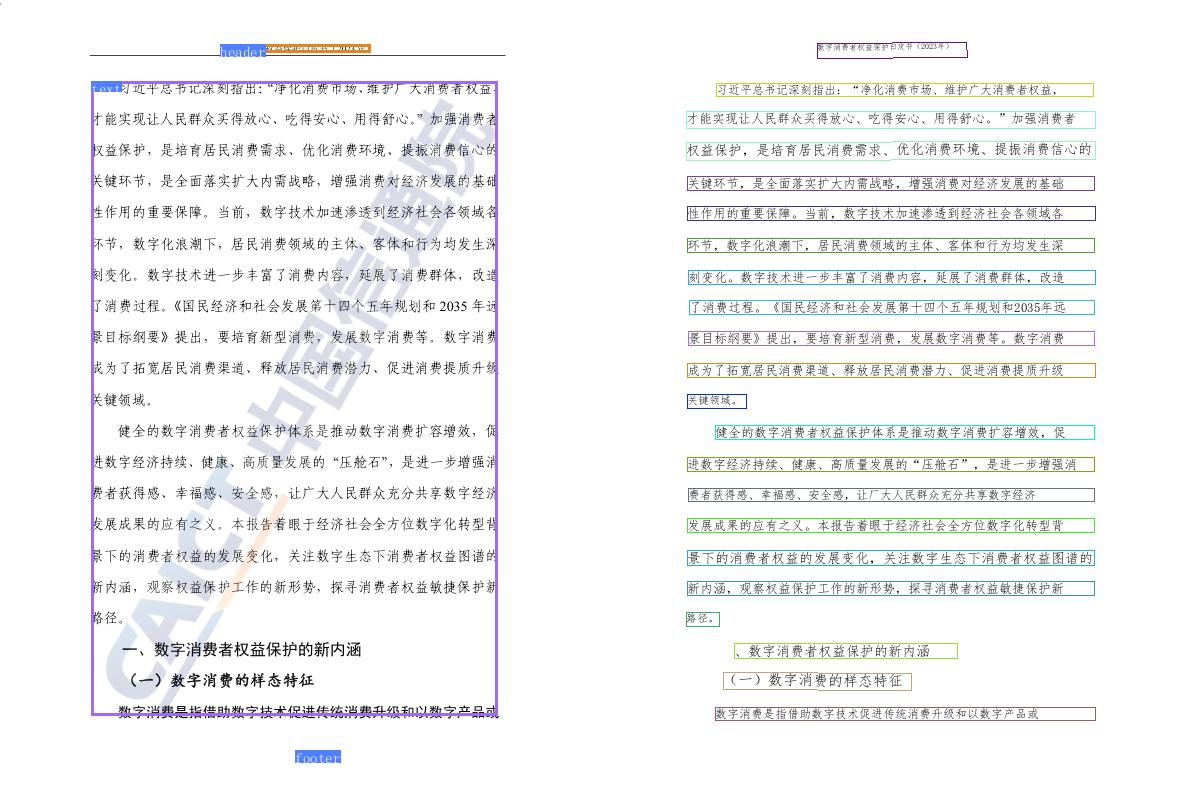 header
text
习近平总书记深刻指出：“净化消费市场、维护广大消费者权益，
才能实现让人民群众买得放心、吃得安心、用得舒心。”加强消费者
权益保护，是培育居民消费需求、优化消费环境、提振消费信心的
关键环节，是全面落实扩大内需战略，增强消费对经济发展的基础
性作用的重要保障。当前，数字技术加速渗透到经济社会各领域各
环节，数字化浪潮下，居民消费领域的主体、客体和行为均发生深
刻变化。数字技术进一步丰富了消费内容，延展了消费群体，改造
了消费过程。《国民经济和社会发展第十四个五年规划和 2035 年远
景目标纲要》提出，要培育新型消费，发展数字消费等。数字消费
成为了拓宽居民消费渠道、释放居民消费潜力、促进消费提质升级
关键领域。
健全的数字消费者权益保护体系是推动数字消费扩容增效，促
进数字经济持续、健康、高质量发展的“压舱石”，是进一步增强消
费者获得感、幸福感、安全感，让广大人民群众充分共享数字经济
发展成果的应有之义。本报告着眼于经济社会全方位数字化转型背
景下的消费者权益的发展变化，关注数字生态下消费者权益图谱的
新内涵，观察权益保护工作的新形势，探寻消费者权益敏捷保护新
路径。
一、数字消费者权益保护的新内涵
（一）数字消费的样态特征
数字消费是指借助数字技术促进传统消费升级和以数字产品或
footer
CAICT 中国信通院
数字消费者权益保护白皮书（2023年）
习近平总书记深刻指出：“净化消费市场、维护广大消费者权益，
才能实现让人民群众买得放心、吃得安心、用得舒心。”加强消费者
权益保护，是培育居民消费需求、优化消费环境、提振消费信心的
关键环节，是全面落实扩大内需战略，增强消费对经济发展的基础
性作用的重要保障。当前，数字技术加速渗透到经济社会各领域各
环节，数字化浪潮下，居民消费领域的主体、客体和行为均发生深
刻变化。数字技术进一步丰富了消费内容，延展了消费群体，改造
了消费过程。《国民经济和社会发展第十四个五年规划和2035年远
景目标纲要》提出，要培育新型消费，发展数字消费等。数字消费
成为了拓宽居民消费渠道、释放居民消费潜力、促进消费提质升级
关键领域。
健全的数字消费者权益保护体系是推动数字消费扩容增效，促
进数字经济持续、健康、高质量发展的“压舱石”，是进一步增强消
费者获得感、幸福感、安全感，让广大人民群众充分共享数字经济
发展成果的应有之义。本报告着眼于经济社会全方位数字化转型背
景下的消费者权益的发展变化，关注数字生态下消费者权益图谱的
新内涵，观察权益保护工作的新形势，探寻消费者权益敏捷保护新
路径。
、数字消费者权益保护的新内涵
（一）数字消费的样态特征
数字消费是指借助数字技术促进传统消费升级和以数字产品或